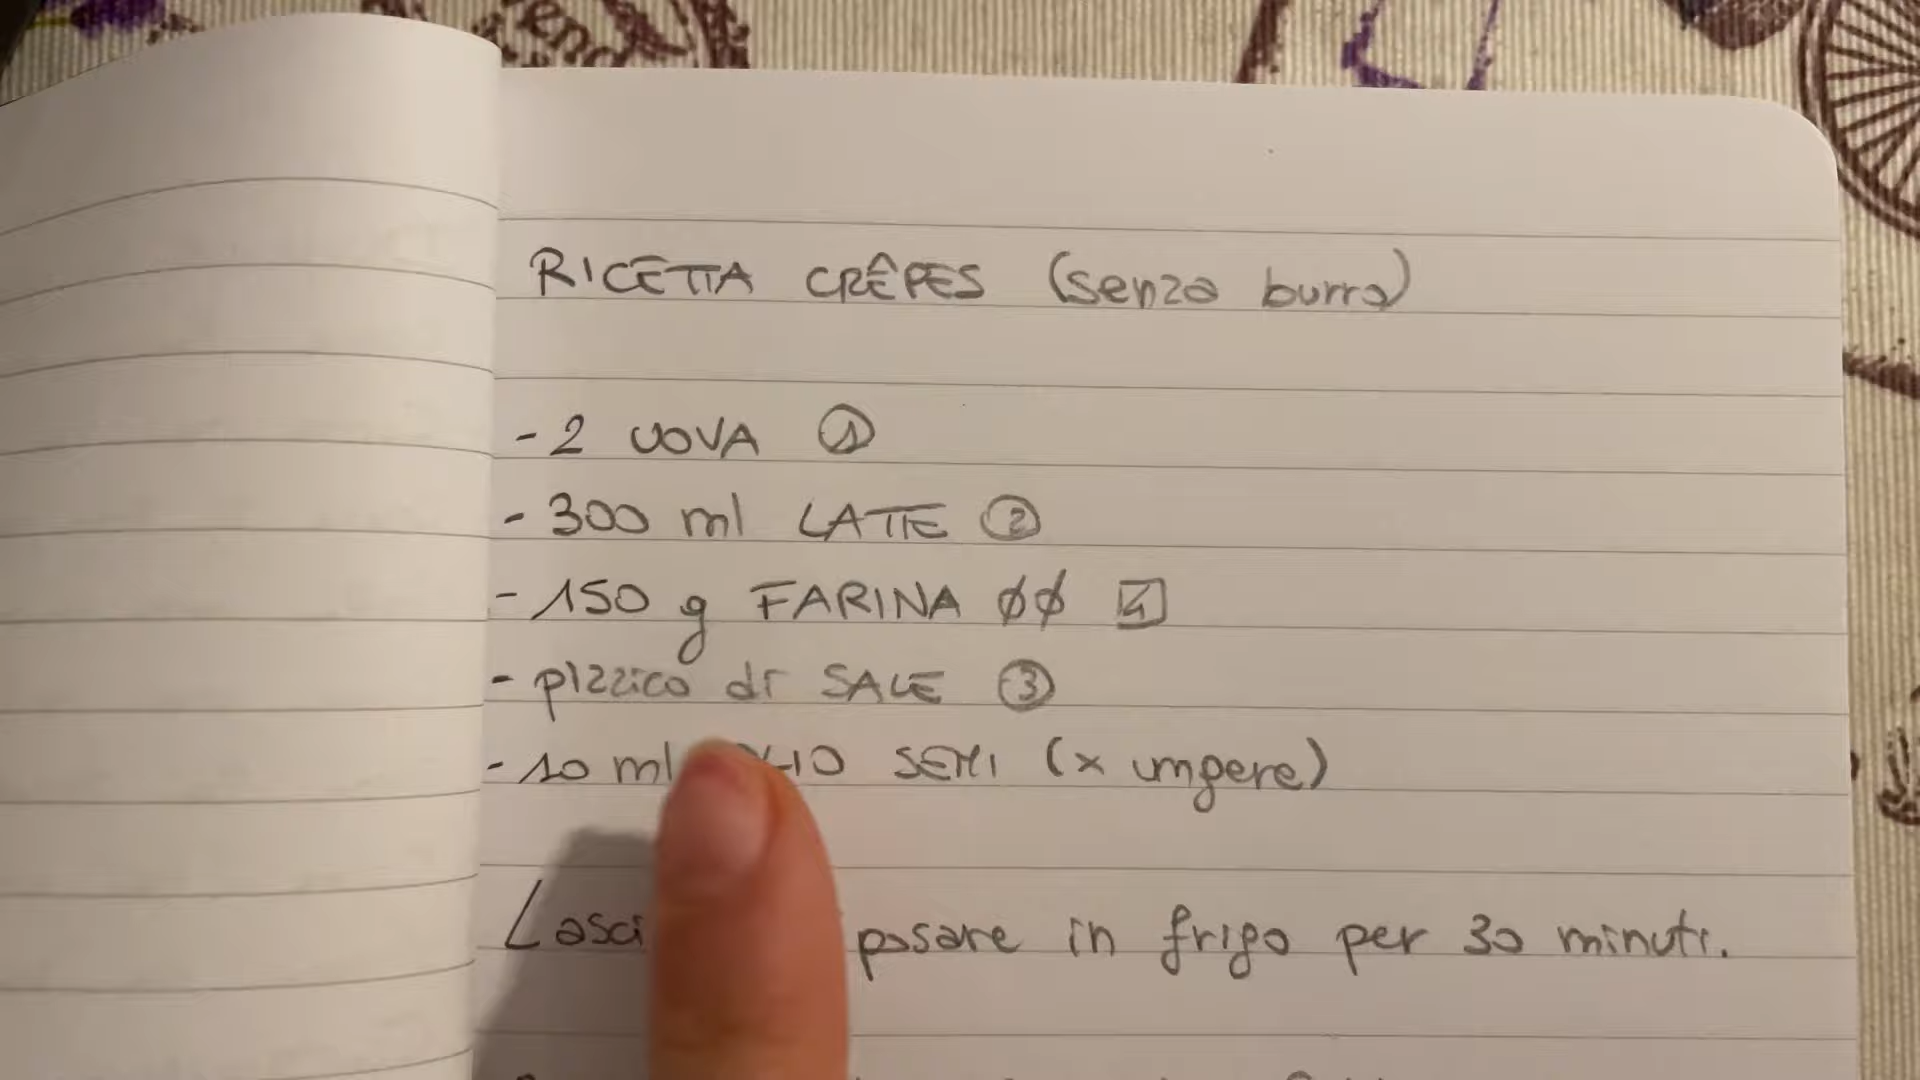 RICETTA CRÊPES (senza burro)
- 2 UOVA ①
- 300 ml LATTE ②
- 150 g FARINA 00 4
- pizzico di SALE ③
- 10 ml SEMI (x ungere)
in frigo per 30 minuti.